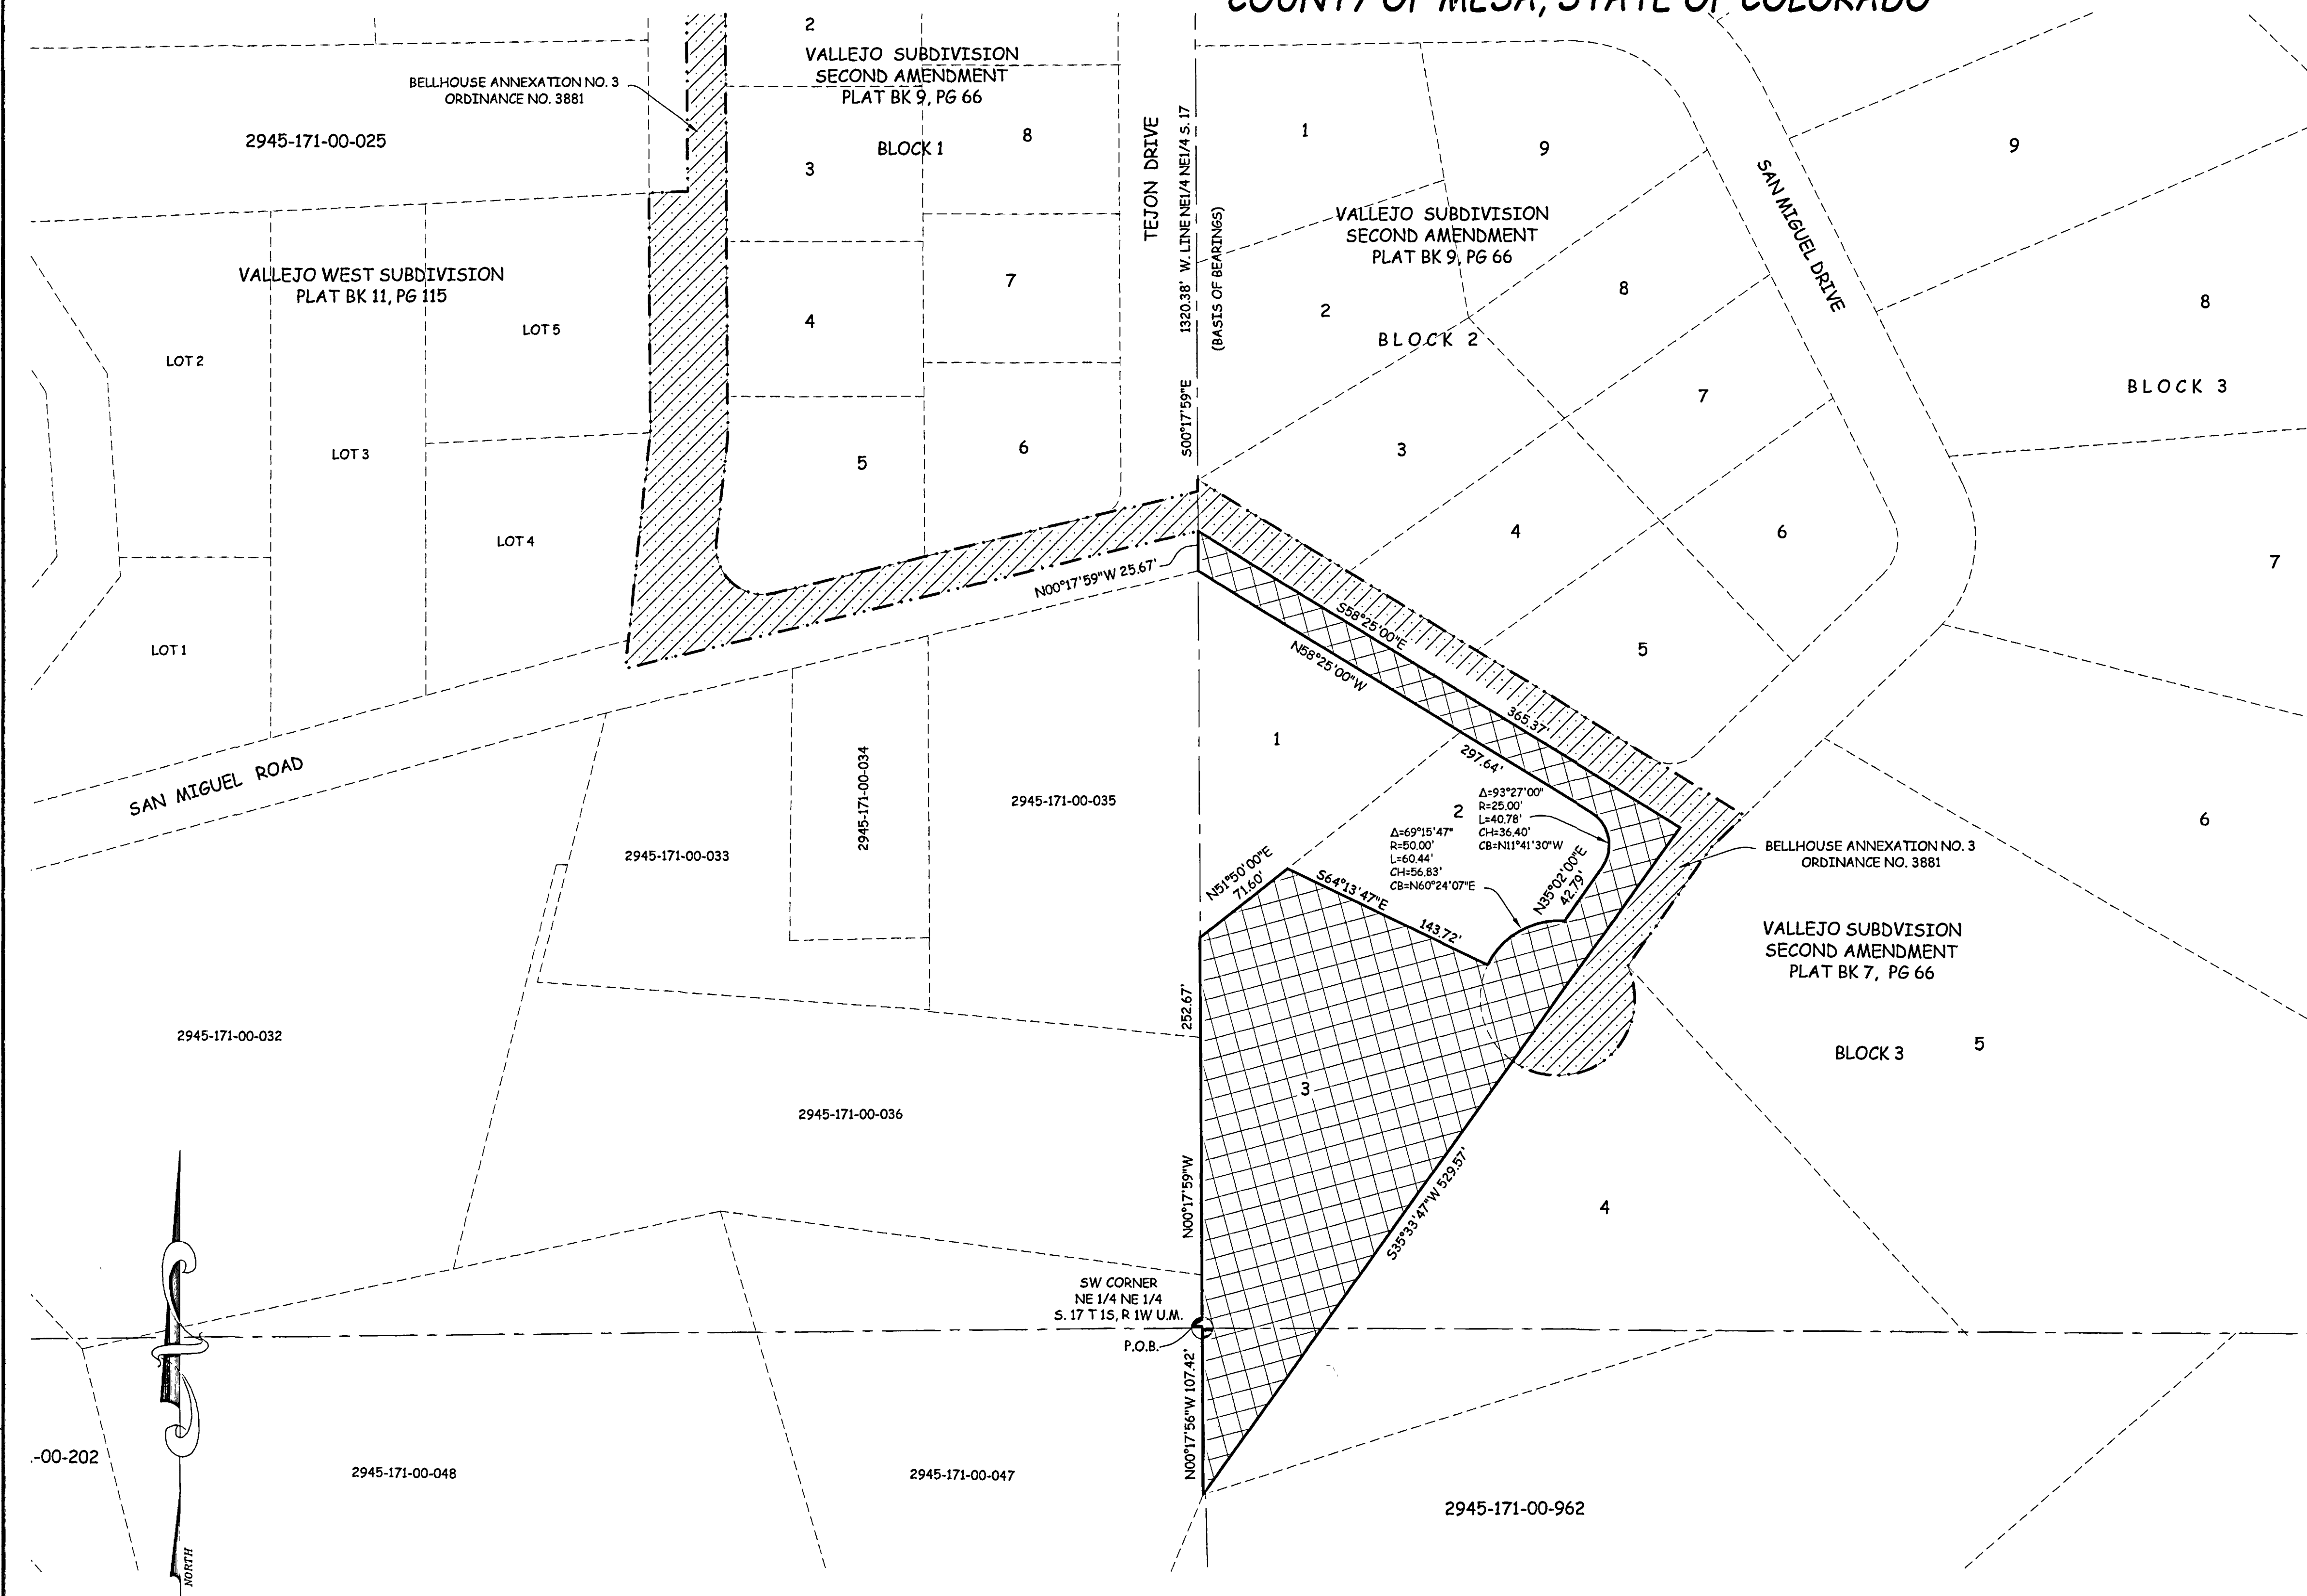 COUNTY OF MESA, STATE OF COLORADO
2
VALLEJO SUBDIVISION
SECOND AMENDMENT
PLAT BK 9, PG 66
BELLHOUSE ANNEXATION NO. 3
ORDINANCE NO. 3881
2945-171-00-025
BLOCK 1
8
3
TEJON DRIVE
1320.38' W. LINE NE1/4 NE1/4 S. 17
(BASIS OF BEARINGS)
S00°17'59"E
1
9
9
SAN MIGUEL DRIVE
VALLEJO SUBDIVISION
SECOND AMENDMENT
PLAT BK 9, PG 66
VALLEJO WEST SUBDIVISION
PLAT BK 11, PG 115
7
8
8
2
BLOCK 2
4
LOT 5
LOT 2
7
BLOCK 3
LOT 3
5
6
3
LOT 4
4
6
7
N00°17'59"W 25.67'
S58°25'00"E
365.37'
N58°25'00"W
297.64'
5
LOT 1
SAN MIGUEL ROAD
1
2945-171-00-034
2945-171-00-035
2945-171-00-033
2
Δ=93°27'00"
R=25.00'
L=40.78'
CH=36.40'
CB=N11°41'30"W
Δ=69°15'47"
R=50.00'
L=60.44'
CH=56.83'
CB=N60°24'07"E
6
BELLHOUSE ANNEXATION NO. 3
ORDINANCE NO. 3881
N51°50'00"E
71.60'
S64°13'47"E
143.72'
N35°02'00"E
42.79'
VALLEJO SUBDVISION
SECOND AMENDMENT
PLAT BK 7, PG 66
252.67'
N00°17'59"W
2945-171-00-032
BLOCK 3
5
3
2945-171-00-036
S35°33'47"W 529.57'
4
SW CORNER
NE 1/4 NE 1/4
S. 17 T 1S, R 1W U.M.
P.O.B.
N00°17'56"W 107.42'
.-00-202
2945-171-00-048
2945-171-00-047
2945-171-00-962
NORTH